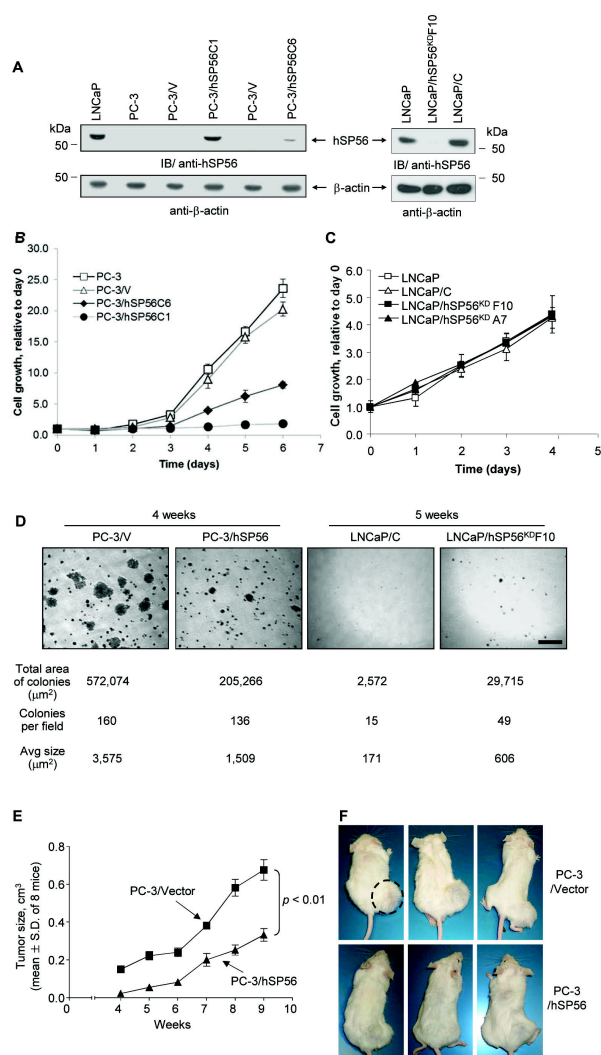 A
LNCaP
PC-3
PC-3/V
PC-3/hSP56C1
PC-3/V
PC-3/hSP56C6
LNCaP
LNCaP/hSP56KDF10
LNCaP/C
kDa
50
hSP56
kDa
50
IB/ anti-hSP56
IB/ anti-hSP56
50
β-actin
50
anti-β-actin
anti-β-actin
B
Cell growth, relative to day 0
30.0
25.0
20.0
15.0
10.0
5.0
0.0
PC-3
PC-3/V
PC-3/hSP56C6
PC-3/hSP56C1
0 1 2 3 4 5 6 7
Time (days)
C
Cell growth, relative to day 0
6.0
5.0
4.0
3.0
2.0
1.0
0.0
LNCaP
LNCaP/C
LNCaP/hSP56KD F10
LNCaP/hSP56KD A7
0 1 2 3 4 5
Time (days)
D
4 weeks 5 weeks
PC-3/V PC-3/hSP56 LNCaP/C LNCaP/hSP56KDF10
Total area
of colonies
(μm2)
572,074 205,266 2,572 29,715
Colonies
per field
160 136 15 49
Avg size
(μm2)
3,575 1,509 171 606
E
Tumor size, cm3
(mean ± S.D. of 8 mice)
0.8
0.6
0.4
0.2
0
PC-3/Vector
p < 0.01
PC-3/hSP56
0 4 5 6 7 8 9 10
Weeks
F
PC-3
/Vector
PC-3
/hSP56